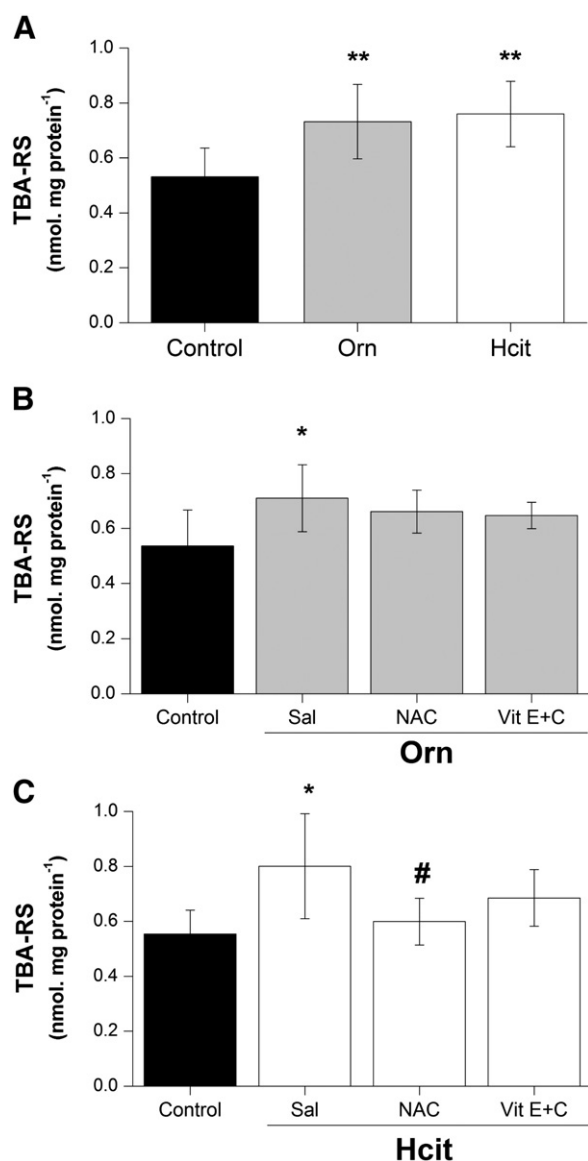 A
TBA-RS
(nmol. mg protein⁻¹)
1.0
0.8
0.6
0.4
0.2
0.0
** **
Control Orn Hcit
B
TBA-RS
(nmol. mg protein⁻¹)
1.0
0.8
0.6
0.4
0.2
0.0
*
Control Sal NAC Vit E+C
Orn
C
TBA-RS
(nmol. mg protein⁻¹)
1.0
0.8
0.6
0.4
0.2
0.0
* #
Control Sal NAC Vit E+C
Hcit